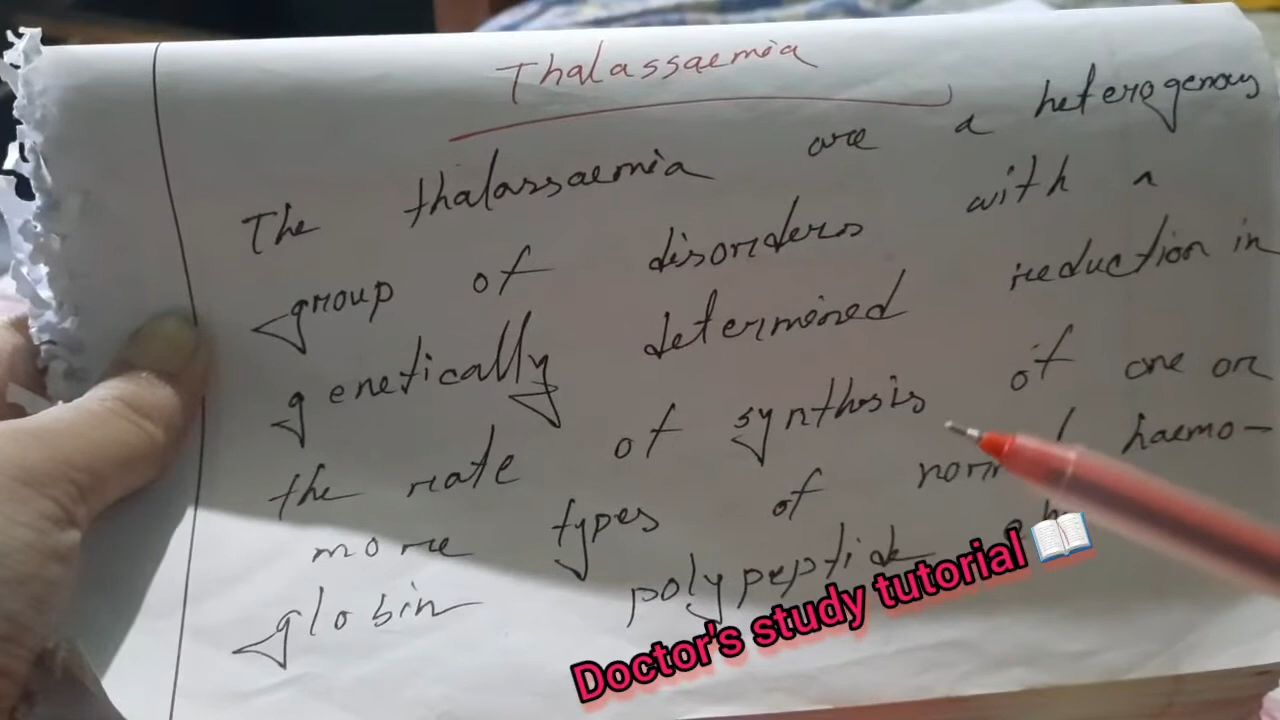 Thalassaemia
The thalassaemia are a heterogenous
group of disorders with a
genetically determined reduction in
the rate of synthesis of one or
more types of normal haemo-
globin polypeptide
Doctor's study tutorial